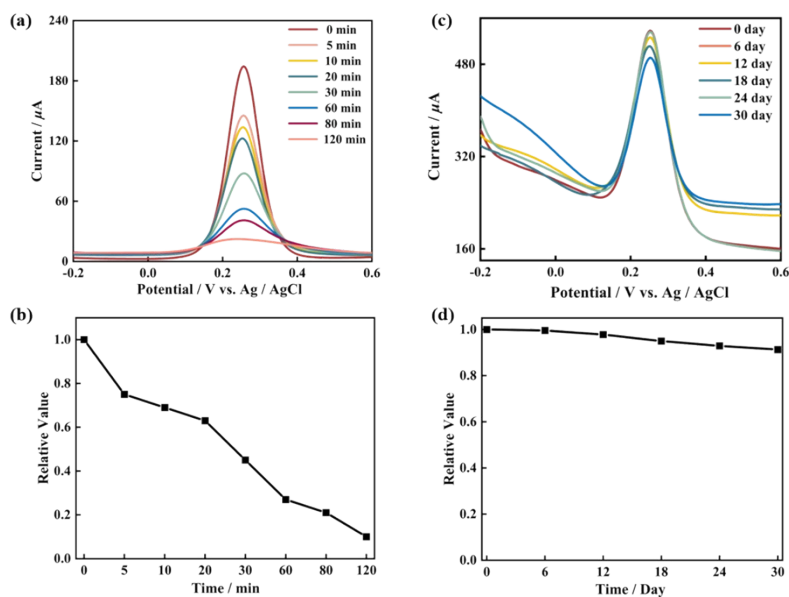 (a)
240
180
120
60
0
Current / µA
-0.2
0.0
0.2
0.4
0.6
Potential / V vs. Ag / AgCl
0 min
5 min
10 min
20 min
30 min
60 min
80 min
120 min
(c)
480
320
160
Current / µA
-0.2
0.0
0.2
0.4
0.6
Potential / V vs. Ag / AgCl
0 day
6 day
12 day
18 day
24 day
30 day
(b)
1.0
0.8
0.6
0.4
0.2
0.0
Relative Value
0
5
10
20
30
60
80
120
Time / min
(d)
1.0
0.8
0.6
0.4
0.2
0.0
Relative Value
0
6
12
18
24
30
Time / Day